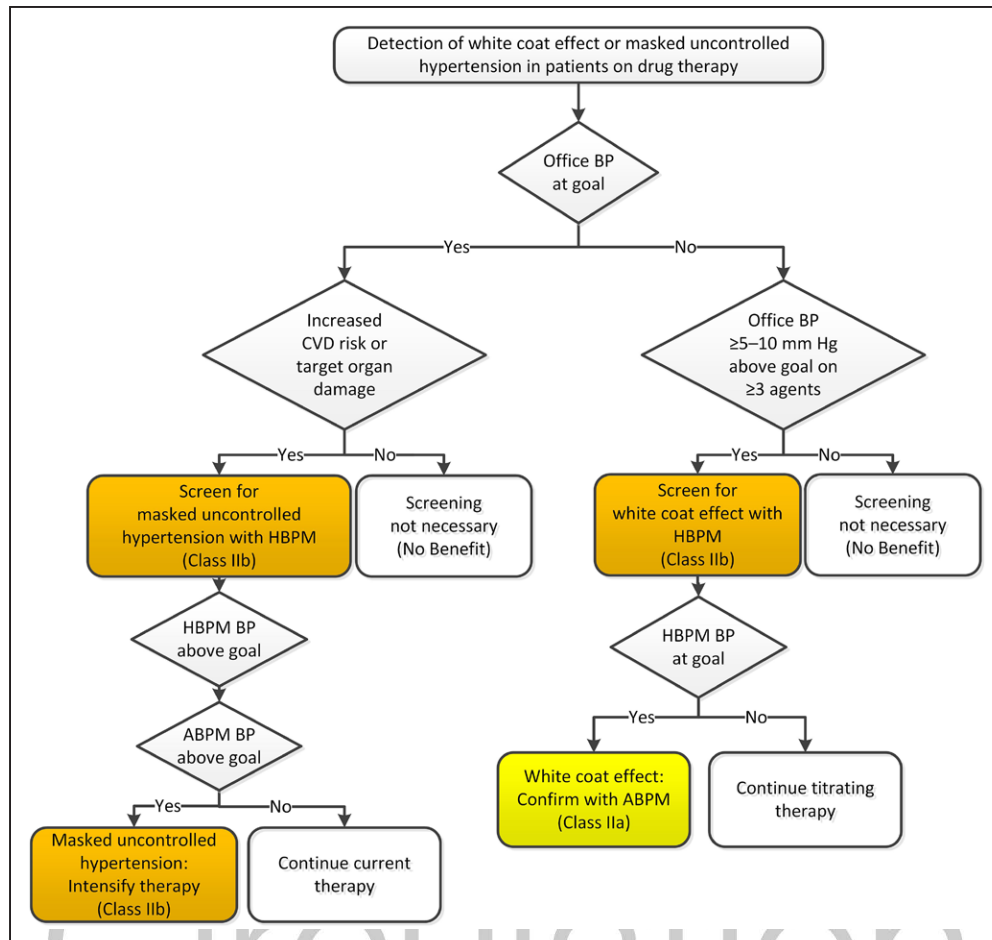 Detection of white coat effect or masked uncontrolled
hypertension in patients on drug therapy
Office BP
at goal
Yes
No
Increased
CVD risk or
target organ
damage
Office BP
≥5–10 mm Hg
above goal on
≥3 agents
Yes
No
Yes
No
Screen for
masked uncontrolled
hypertension with HBPM
(Class IIb)
Screening
not necessary
(No Benefit)
Screen for
white coat effect with
HBPM
(Class IIb)
Screening
not necessary
(No Benefit)
HBPM BP
above goal
HBPM BP
at goal
ABPM BP
above goal
Yes
No
Yes
No
White coat effect:
Confirm with ABPM
(Class IIa)
Continue titrating
therapy
Masked uncontrolled
hypertension:
Intensify therapy
(Class IIb)
Continue current
therapy